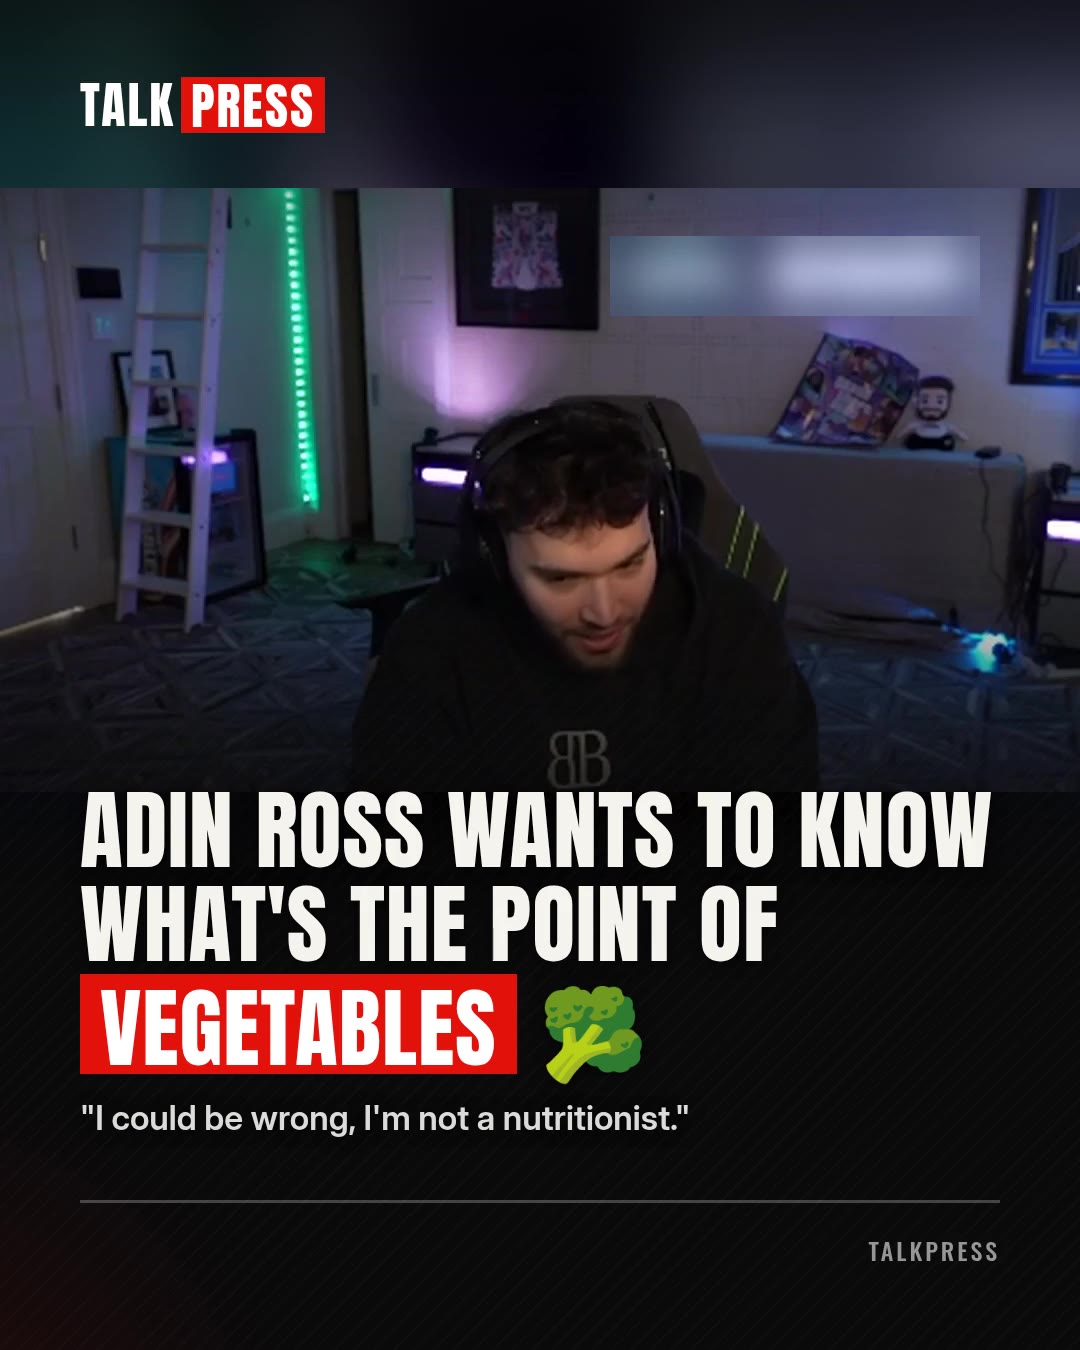 TALK PRESS
ADIN ROSS WANTS TO KNOW
WHAT'S THE POINT OF
VEGETABLES
"I could be wrong, I'm not a nutritionist."
TALKPRESS